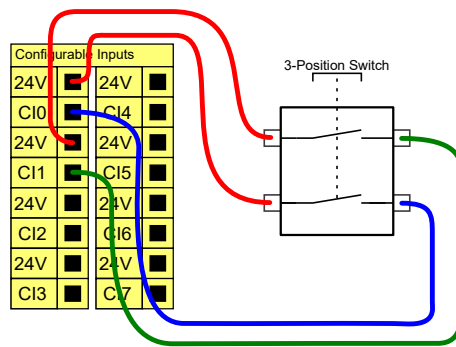 Configurable Inputs
24V 24V
CI0 CI4
24V 24V
CI1 CI5
24V 24V
CI2 CI6
24V 24V
CI3 CI7
3-Position Switch